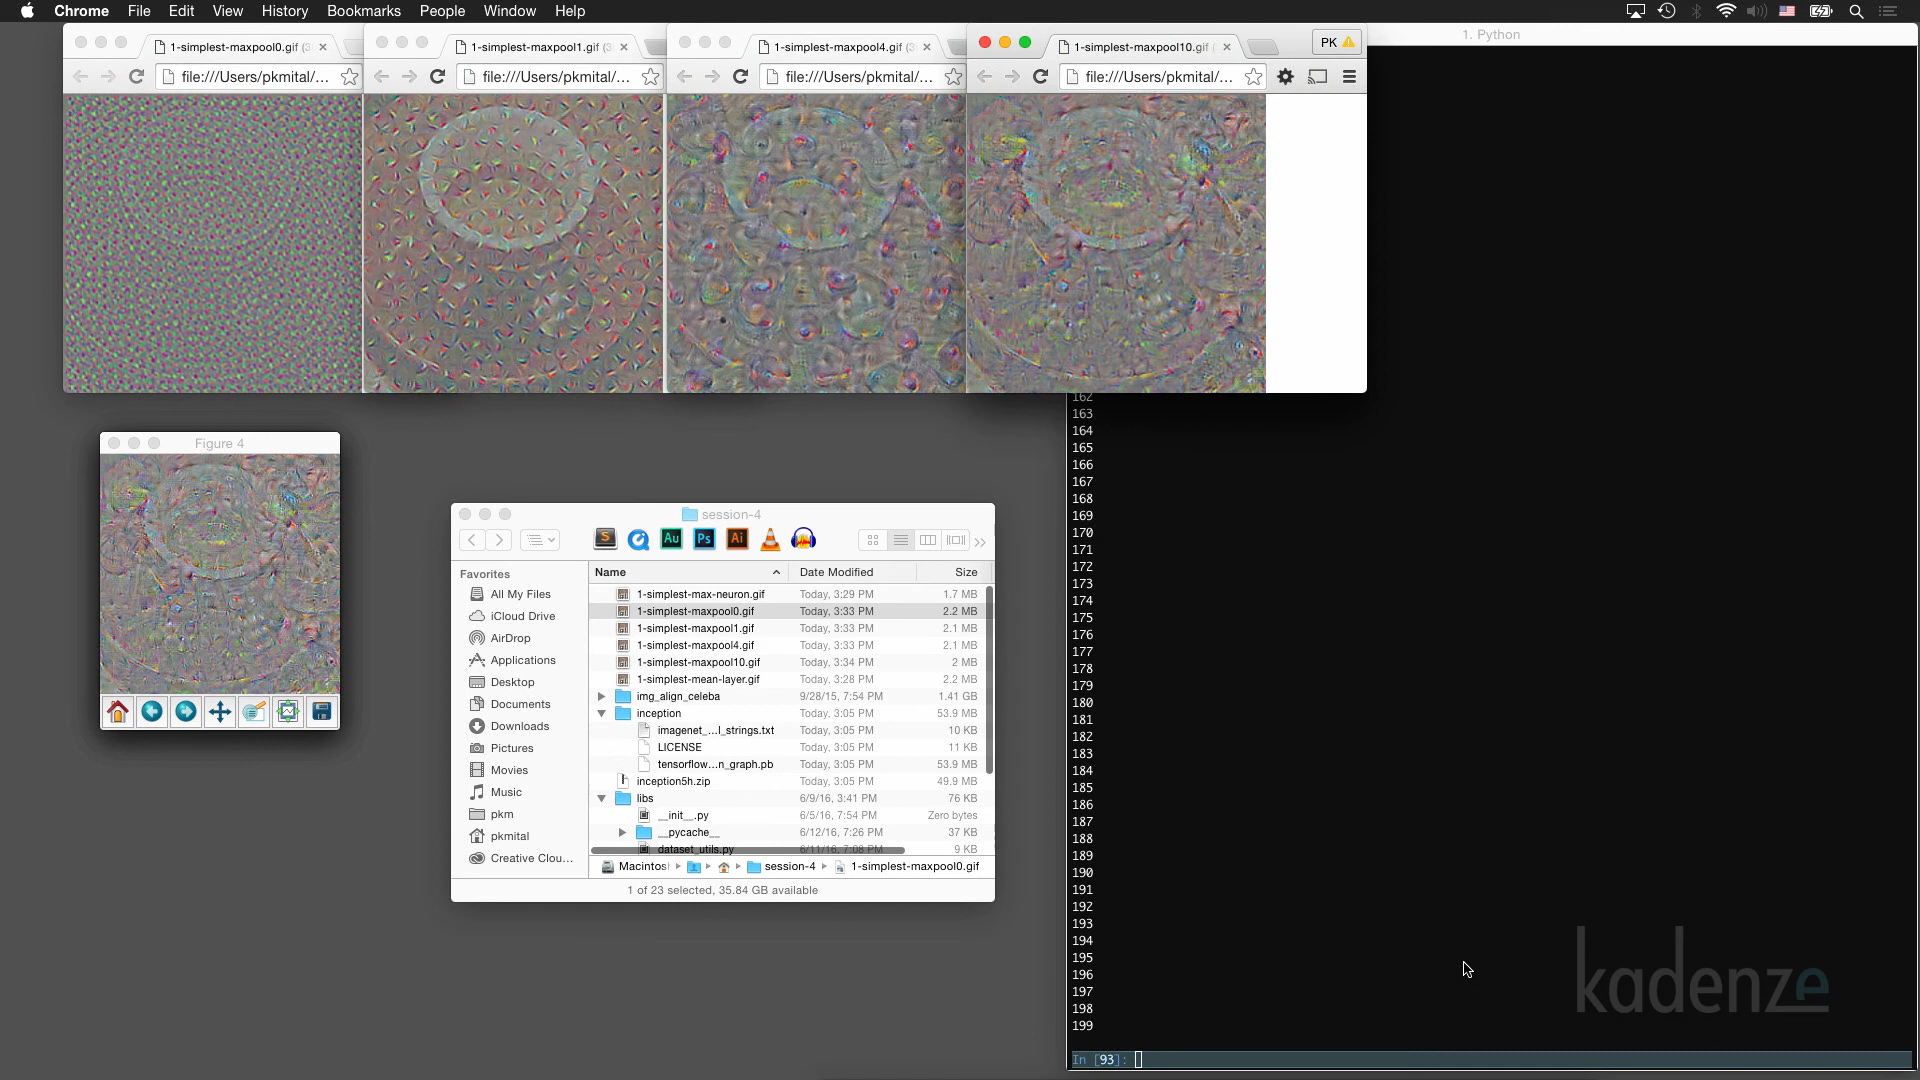 Chrome File Edit View History Bookmarks People Window Help
1. Python
1-simplest-maxpool0.gif (3
1-simplest-maxpool1.gif (3
1-simplest-maxpool4.gif (3
1-simplest-maxpool10.gif (
PK
file:///Users/pkmital/...
file:///Users/pkmital/...
file:///Users/pkmital/...
file:///Users/pkmital/...
Figure 4
session-4
S Au Ps Ai
Favorites
All My Files
iCloud Drive
AirDrop
Applications
Desktop
Documents
Downloads
Pictures
Movies
Music
pkm
pkmital
Creative Clou...
Name Date Modified Size
1-simplest-max-neuron.gif Today, 3:29 PM 1.7 MB
1-simplest-maxpool0.gif Today, 3:33 PM 2.2 MB
1-simplest-maxpool1.gif Today, 3:33 PM 2.1 MB
1-simplest-maxpool4.gif Today, 3:33 PM 2.1 MB
1-simplest-maxpool10.gif Today, 3:34 PM 2 MB
1-simplest-mean-layer.gif Today, 3:28 PM 2.2 MB
img_align_celeba 9/28/15, 7:54 PM 1.41 GB
inception Today, 3:05 PM 53.9 MB
imagenet_...l_strings.txt Today, 3:05 PM 10 KB
LICENSE Today, 3:05 PM 11 KB
tensorflow...n_graph.pb Today, 3:05 PM 53.9 MB
inception5h.zip Today, 3:05 PM 49.9 MB
libs 6/9/16, 3:41 PM 76 KB
__init__.py 6/5/16, 7:54 PM Zero bytes
__pycache__ 6/12/16, 7:26 PM 37 KB
dataset_utils.py 6/11/16, 7:08 PM 9 KB
Macintos session-4 1-simplest-maxpool0.gif
1 of 23 selected, 35.84 GB available
162
163
164
165
166
167
168
169
170
171
172
173
174
175
176
177
178
179
180
181
182
183
184
185
186
187
188
189
190
191
192
193
194
195
196
197
198
199
In [93]:
kadenze